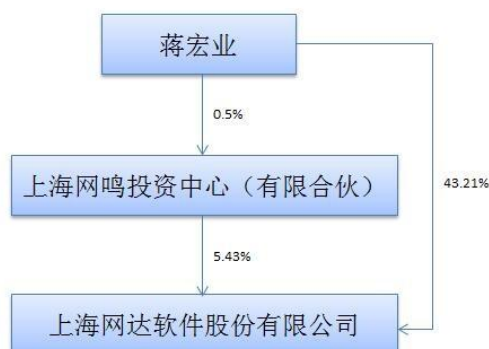 蒋宏业
0.5%
上海网鸣投资中心（有限合伙）
43.21%
5.43%
上海网达软件股份有限公司